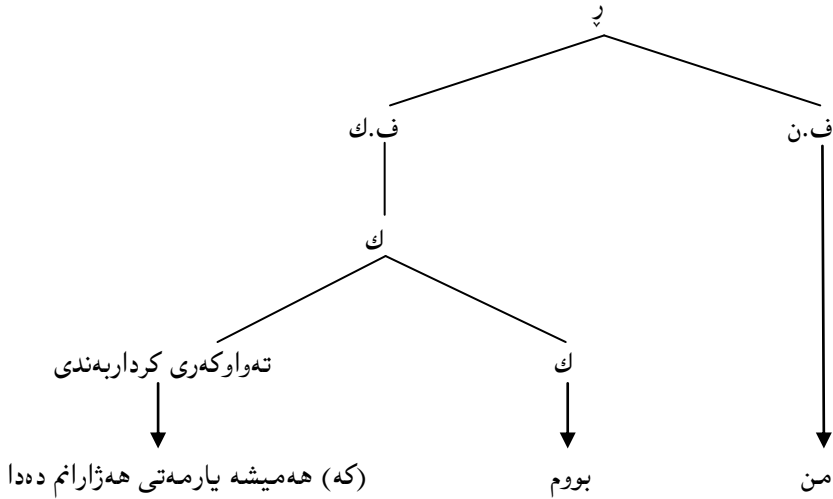 ڕ
ف.ن ف.ك
ك
ك تەواوكەری كرداربەندی
من بووم (كە) هەمیشە یارمەتی هەژارانم دەدا